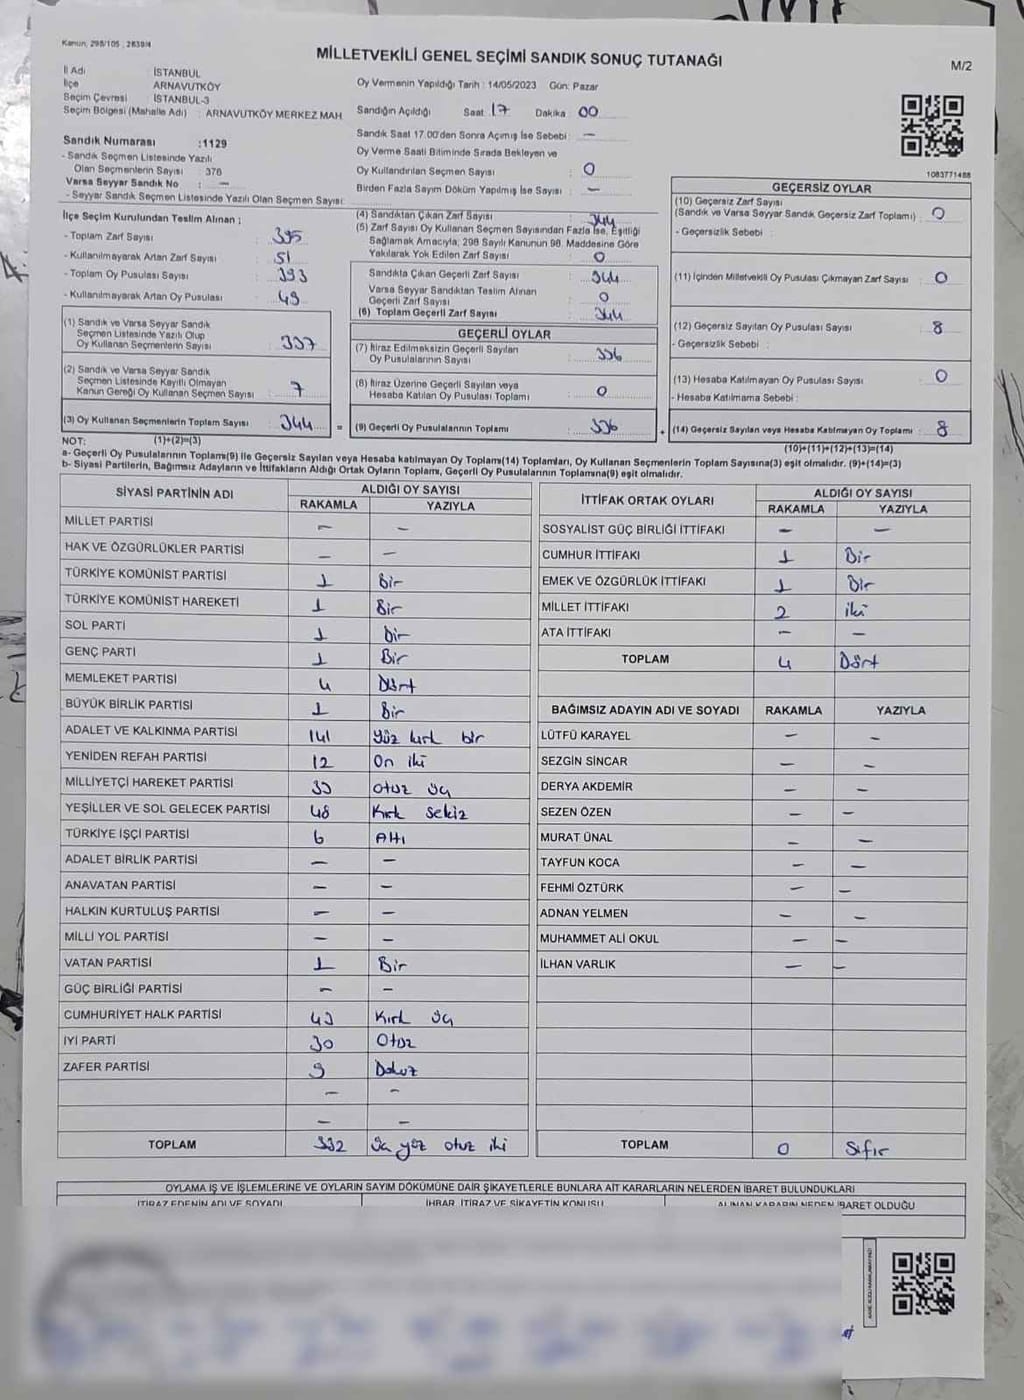 Kanun, 298/105 , 2839/4
MİLLETVEKİLİ GENEL SEÇİMİ SANDIK SONUÇ TUTANAĞI
M/2
İl Adı İSTANBUL
İlçe ARNAVUTKÖY
Seçim Çevresi : İSTANBUL-3
Seçim Bölgesi (Mahalle Adı) : ARNAVUTKÖY MERKEZ MAH
Sandık Numarası :1129
- Sandık Seçmen Listesinde Yazılı
Olan Seçmenlerin Sayısı 376
Varsa Seyyar Sandık No : -
- Seyyar Sandık Seçmen Listesinde Yazılı Olan Seçmen Sayısı:
Oy Vermenin Yapıldığı Tarih : 14/05/2023 Gün: Pazar
Sandığın Açıldığı Saat 17 Dakika 00
Sandık Saat 17.00'den Sonra Açmış İse Sebebi -
Oy Verme Saati Bitiminde Sırada Bekleyen ve
Oy Kullandırılan Seçmen Sayısı : 0
Birden Fazla Sayım Döküm Yapılmış İse Sayısı : -
1083771488
İlçe Seçim Kurulundan Teslim Alınan ;
- Toplam Zarf Sayısı : 395
- Kullanılmayarak Artan Zarf Sayısı : 51
- Toplam Oy Pusulası Sayısı : 393
- Kullanılmayarak Artan Oy Pusulası : 49
(1) Sandık ve Varsa Seyyar Sandık
Seçmen Listesinde Yazılı Olup
Oy Kullanan Seçmenlerin Sayısı : 337
(2) Sandık ve Varsa Seyyar Sandık
Seçmen Listesinde Kayıtlı Olmayan
Kanun Gereği Oy Kullanan Seçmen Sayısı : 7
(3) Oy Kullanan Seçmenlerin Toplam Sayısı : 344
(4) Sandıktan Çıkan Zarf Sayısı : 344
(5) Zarf Sayısı Oy Kullanan Seçmen Sayısından Fazla İse, Eşitliği
Sağlamak Amacıyla; 298 Sayılı Kanunun 98. Maddesine Göre
Yakılarak Yok Edilen Zarf Sayısı : 0
Sandıkta Çıkan Geçerli Zarf Sayısı : 344
Varsa Seyyar Sandıktan Teslim Alınan
Geçerli Zarf Sayısı : 0
(6) Toplam Geçerli Zarf Sayısı : 344
GEÇERLİ OYLAR
(7) İtiraz Edilmeksizin Geçerli Sayılan
Oy Pusulalarının Sayısı : 336
(8) İtiraz Üzerine Geçerli Sayılan veya
Hesaba Katılan Oy Pusulası Toplamı : 0
= (9) Geçerli Oy Pusulalarının Toplamı : 336
GEÇERSİZ OYLAR
(10) Geçersiz Zarf Sayısı
(Sandık ve Varsa Seyyar Sandık Geçersiz Zarf Toplamı) : 0
- Geçersizlik Sebebi :
(11) İçinden Milletvekili Oy Pusulası Çıkmayan Zarf Sayısı : 0
(12) Geçersiz Sayılan Oy Pusulası Sayısı : 8
- Geçersizlik Sebebi :
(13) Hesaba Katılmayan Oy Pusulası Sayısı : 0
- Hesaba Katılmama Sebebi :
+ (14) Geçersiz Sayılan veya Hesaba Katılmayan Oy Toplamı : 8
NOT: (1)+(2)=(3) (10)+(11)+(12)+(13)=(14)
a- Geçerli Oy Pusulalarının Toplamı(9) ile Geçersiz Sayılan veya Hesaba katılmayan Oy Toplamı(14) Toplamları, Oy Kullanan Seçmenlerin Toplam Sayısına(3) eşit olmalıdır. (9)+(14)=(3)
b- Siyasi Partilerin, Bağımsız Adayların ve İttifakların Aldığı Ortak Oyların Toplamı, Geçerli Oy Pusulalarının Toplamına(9) eşit olmalıdır.
SİYASİ PARTİNİN ADI ALDIĞI OY SAYISI
RAKAMLA YAZIYLA
MİLLET PARTİSİ - -
HAK VE ÖZGÜRLÜKLER PARTİSİ - -
TÜRKİYE KOMÜNİST PARTİSİ 1 Bir
TÜRKİYE KOMÜNİST HAREKETİ 1 Bir
SOL PARTİ 1 Bir
GENÇ PARTİ 1 Bir
MEMLEKET PARTİSİ 4 Dört
BÜYÜK BİRLİK PARTİSİ 1 Bir
ADALET VE KALKINMA PARTİSİ 141 Yüz kırk bir
YENİDEN REFAH PARTİSİ 12 On iki
MİLLİYETÇİ HAREKET PARTİSİ 33 Otuz üç
YEŞİLLER VE SOL GELECEK PARTİSİ 48 Kırk sekiz
TÜRKİYE İŞÇİ PARTİSİ 6 Altı
ADALET BİRLİK PARTİSİ - -
ANAVATAN PARTİSİ - -
HALKIN KURTULUŞ PARTİSİ - -
MİLLİ YOL PARTİSİ - -
VATAN PARTİSİ 1 Bir
GÜÇ BİRLİĞİ PARTİSİ - -
CUMHURİYET HALK PARTİSİ 43 Kırk üç
İYİ PARTİ 30 Otuz
ZAFER PARTİSİ 9 Dokuz
- -
- -
TOPLAM 332 Üç yüz otuz iki
İTTİFAK ORTAK OYLARI ALDIĞI OY SAYISI
RAKAMLA YAZIYLA
SOSYALİST GÜÇ BİRLİĞİ İTTİFAKI - -
CUMHUR İTTİFAKI 1 Bir
EMEK VE ÖZGÜRLÜK İTTİFAKI 1 Bir
MİLLET İTTİFAKI 2 iki
ATA İTTİFAKI - -
TOPLAM 4 Dört
BAĞIMSIZ ADAYIN ADI VE SOYADI RAKAMLA YAZIYLA
LÜTFÜ KARAYEL - -
SEZGİN SİNCAR - -
DERYA AKDEMİR - -
SEZEN ÖZEN - -
MURAT ÜNAL - -
TAYFUN KOCA - -
FEHMİ ÖZTÜRK - -
ADNAN YELMEN - -
MUHAMMET ALİ OKUL - -
İLHAN VARLIK - -
TOPLAM 0 Sıfır
OYLAMA İŞ VE İŞLEMLERİNE VE OYLARIN SAYIM DÖKÜMÜNE DAİR ŞİKAYETLERLE BUNLARA AİT KARARLARIN NELERDEN İBARET BULUNDUKLARI
İTİRAZ EDENİN ADI VE SOYADI İHBAR, İTİRAZ VE ŞİKAYETİN KONUSU ALINAN KARARIN NEDEN İBARET OLDUĞU